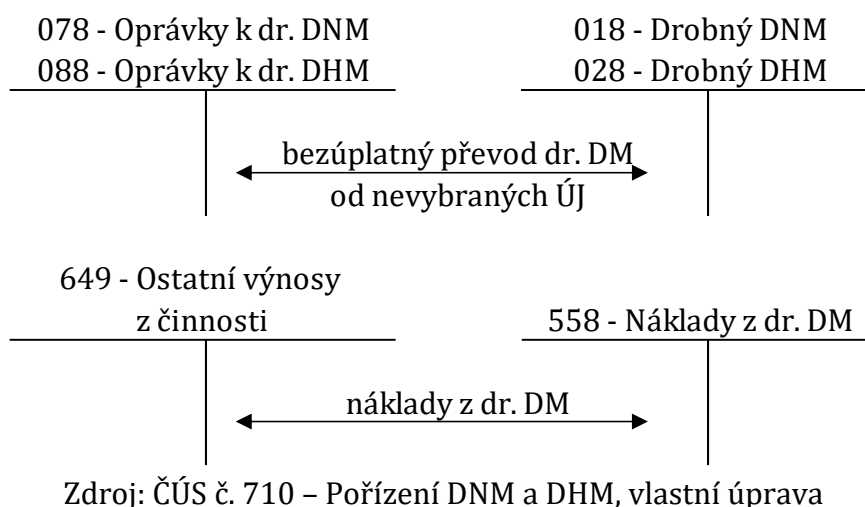 078 - Oprávky k dr. DNM
088 - Oprávky k dr. DHM
018 - Drobný DNM
028 - Drobný DHM
bezúplatný převod dr. DM
od nevybraných ÚJ
649 - Ostatní výnosy
z činnosti
558 - Náklady z dr. DM
náklady z dr. DM
Zdroj: ČÚS č. 710 – Pořízení DNM a DHM, vlastní úprava